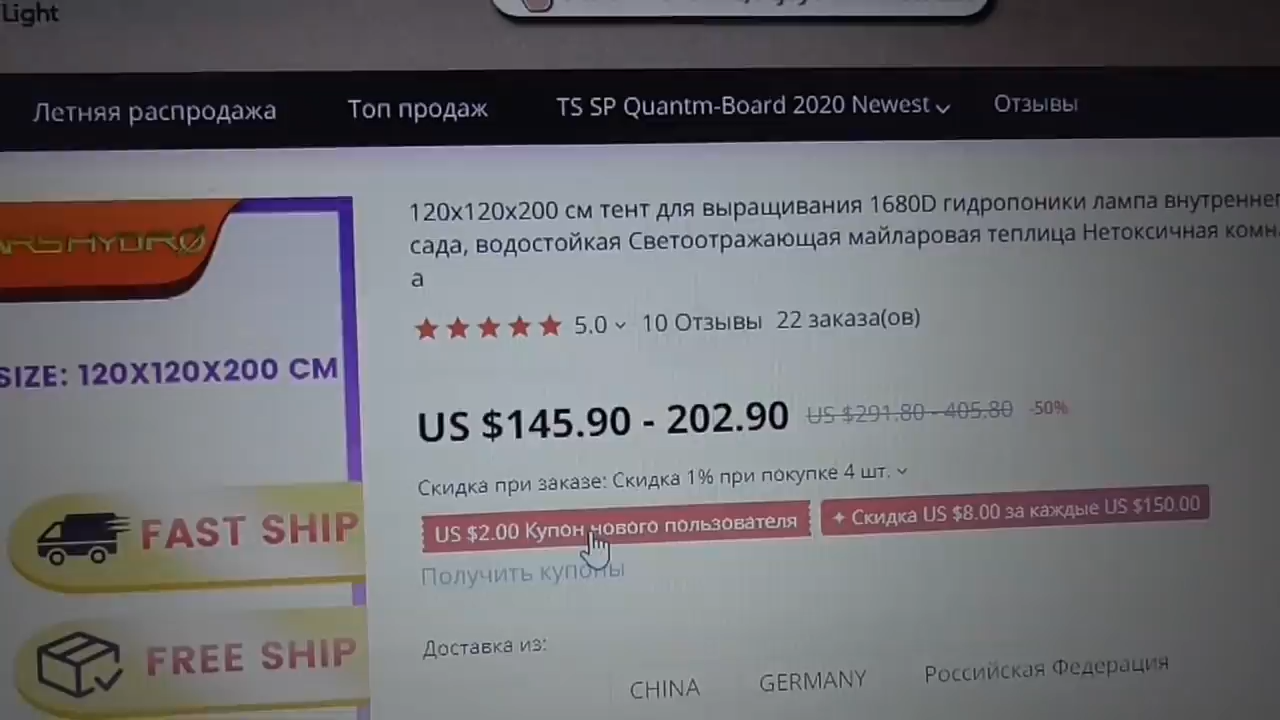 Light
Летняя распродажа Топ продаж TS SP Quantm-Board 2020 Newest Отзывы
ARS HYDRO
120x120x200 см тент для выращивания 1680D гидропоники лампа
сада, водостойкая Светоотражающая майларовая теплица Нетоксичная
а
5.0 10 Отзывы 22 заказа(ов)
SIZE: 120X120X200 CM
US $145.90 - 202.90 US $291.80 - 405.80 -50%
Скидка при заказе: Скидка 1% при покупке 4 шт.
US $2.00 Купон нового пользователя + Скидка US $8.00 за каждые US $150.00
FAST SHIP
Получить купоны
Доставка из:
FREE SHIP
CHINA GERMANY Российская Федерация